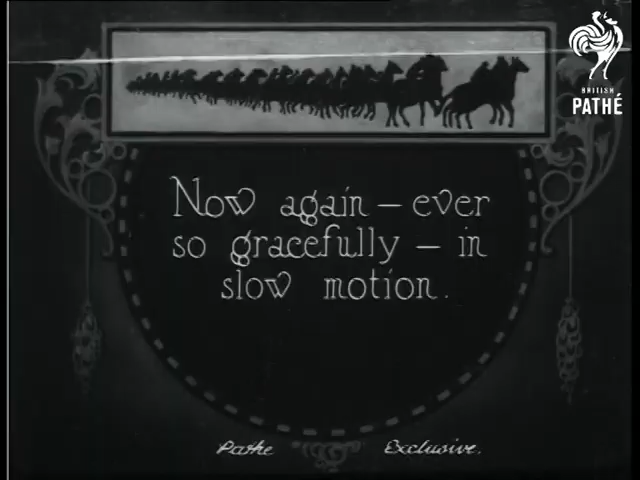 BRITISH
PATHÉ
Now again — ever
so gracefully — in
slow motion.
Pathe Exclusive.